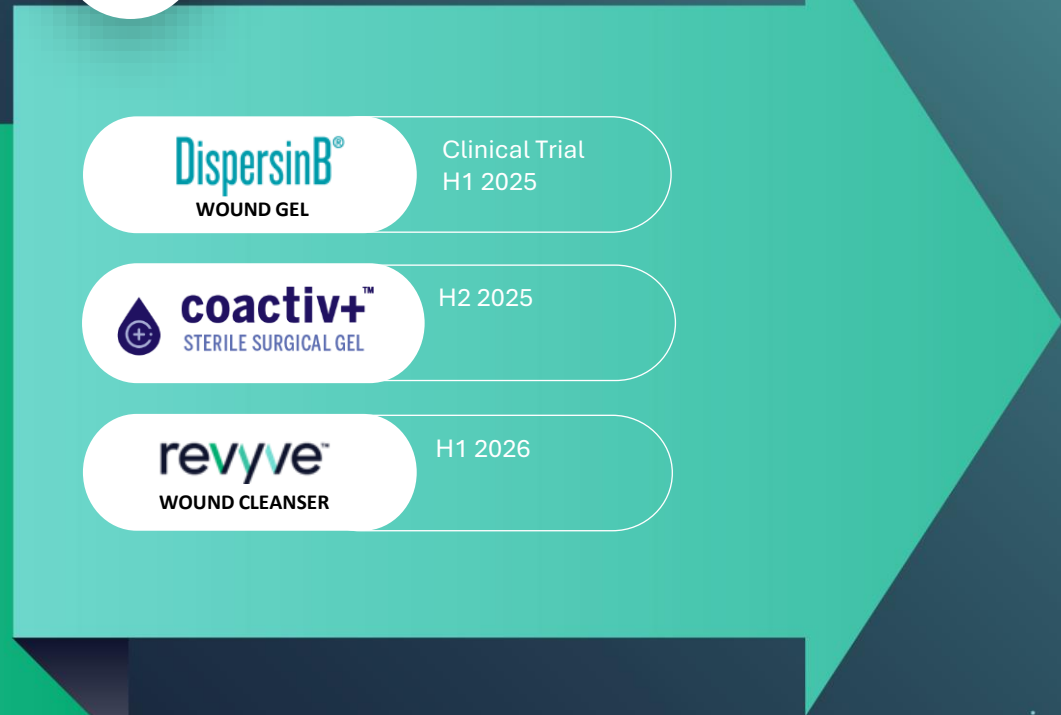 DispersinB®
WOUND GEL
Clinical Trial
H1 2025
coactiv+™
STERILE SURGICAL GEL
H2 2025
revyve™
WOUND CLEANSER
H1 2026